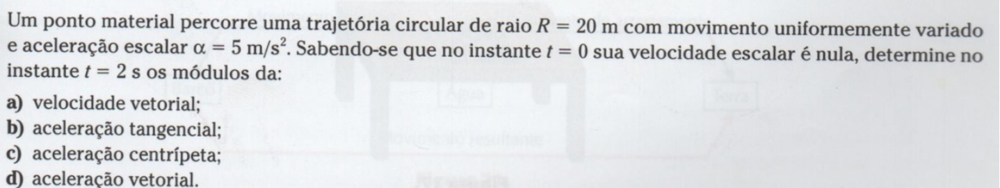 Um ponto material percorre uma trajetória circular de raio R = 20 m com movimento uniformemente variado
e aceleração escalar α = 5 m/s². Sabendo-se que no instante t = 0 sua velocidade escalar é nula, determine no
instante t = 2 s os módulos da:
a) velocidade vetorial;
b) aceleração tangencial;
c) aceleração centrípeta;
d) aceleração vetorial.